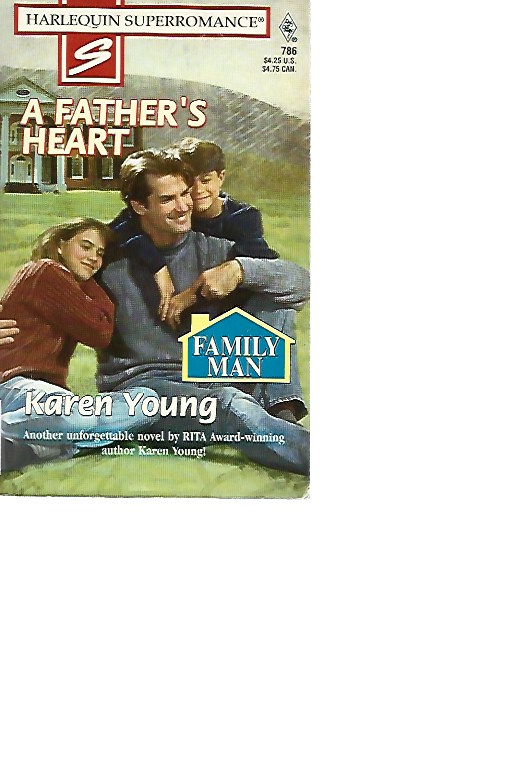 HARLEQUIN SUPERROMANCE®
S
786
$4.25 U.S.
$4.75 CAN.
A FATHER'S
HEART
FAMILY
MAN
Karen Young
Another unforgettable novel by RITA Award-winning
author Karen Young!